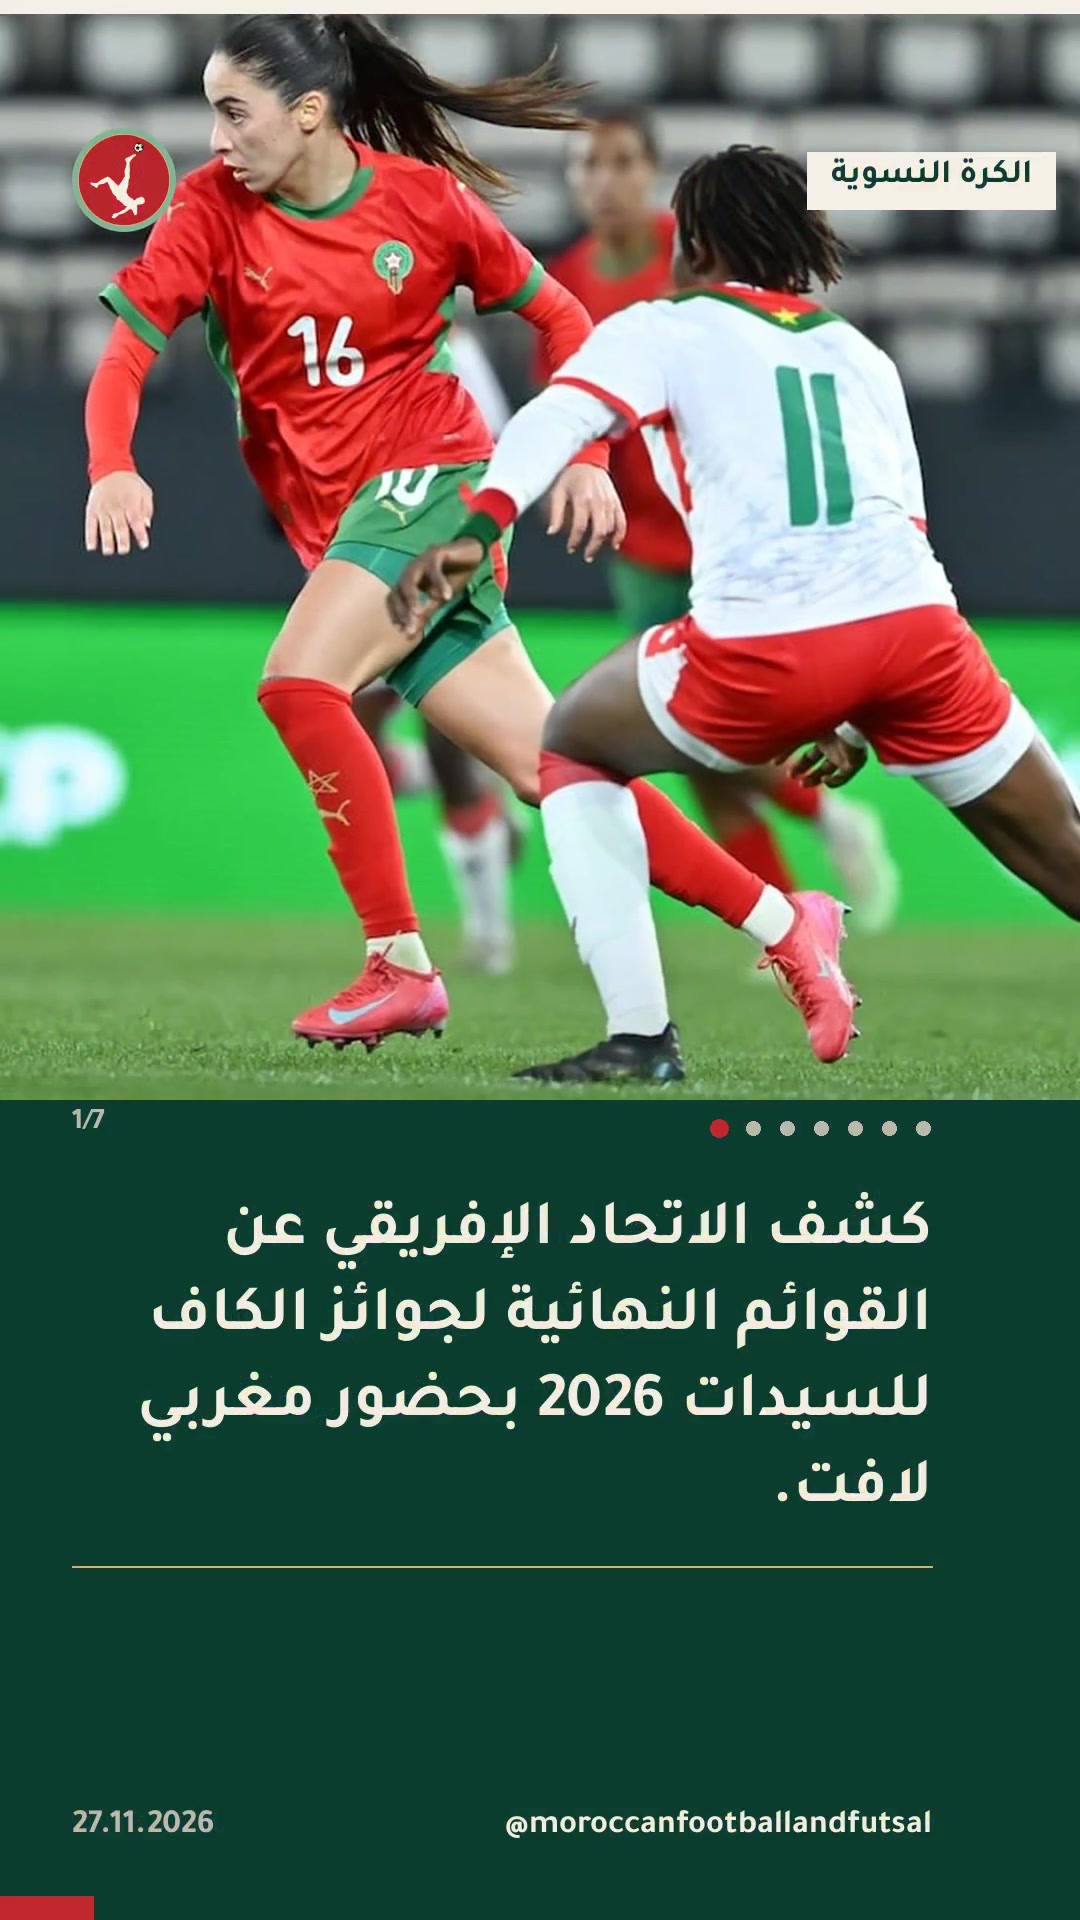 الكرة النسوية
16
10
11
1/7
كشف الاتحاد الإفريقي عن
القوائم النهائية لجوائز الكاف
للسيدات 2026 بحضور مغربي
لافت.
27.11.2026
@moroccanfootballandfutsal